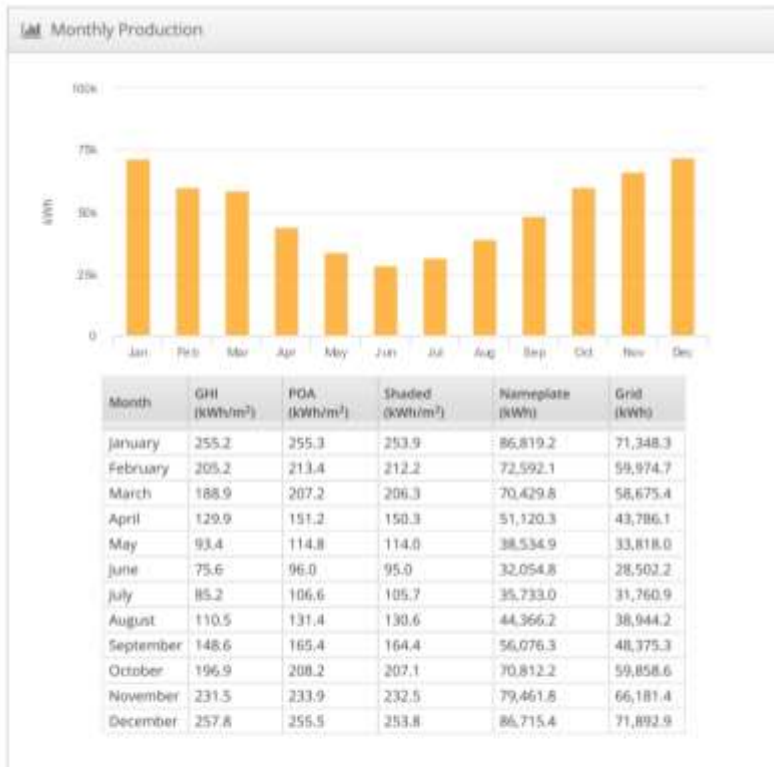 Monthly Production
100k
75k
kWh
50k
25k
0
Jan Feb Mar Apr May Jun Jul Aug Sep Oct Nov Dec
Month GHI (kWh/m²) POA (kWh/m²) Shaded (kWh/m²) Nameplate (kWh) Grid (kWh)
January 255.2 255.3 253.9 86,819.2 71,348.3
February 205.2 213.4 212.2 72,592.1 59,974.7
March 188.9 207.2 206.3 70,429.8 58,675.4
April 129.9 151.2 150.3 51,120.3 43,786.1
May 93.4 114.8 114.0 38,534.9 33,818.0
June 75.6 96.0 95.0 32,054.8 28,502.2
July 85.2 106.6 105.7 35,733.0 31,760.9
August 110.5 131.4 130.6 44,366.2 38,944.2
September 148.6 165.4 164.4 56,076.3 48,375.3
October 196.9 208.2 207.1 70,812.2 59,858.6
November 231.5 233.9 232.5 79,461.8 66,181.4
December 257.8 255.5 253.8 86,715.4 71,892.9